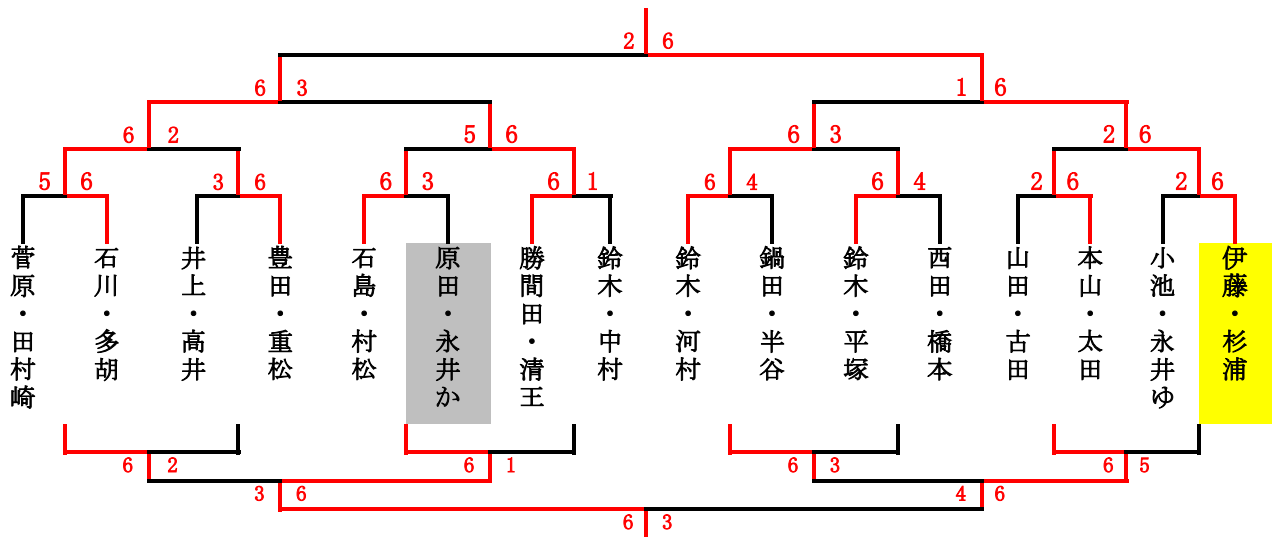 2 6
6 3 1 6
6 2 5 6 6 3 2 6
5 6 3 6 6 3 6 1 6 4 6 4 2 6 2 6
菅原・田村崎
石川・多胡
井上・高井
豊田・重松
石島・村松
原田・永井か
勝間田・清王
鈴木・中村
鈴木・河村
鍋田・半谷
鈴木・平塚
西田・橋本
山田・古田
本山・太田
小池・永井ゆ
伊藤・杉浦
6 2 6 1 6 3 6 5
3 6 4 6
6 3